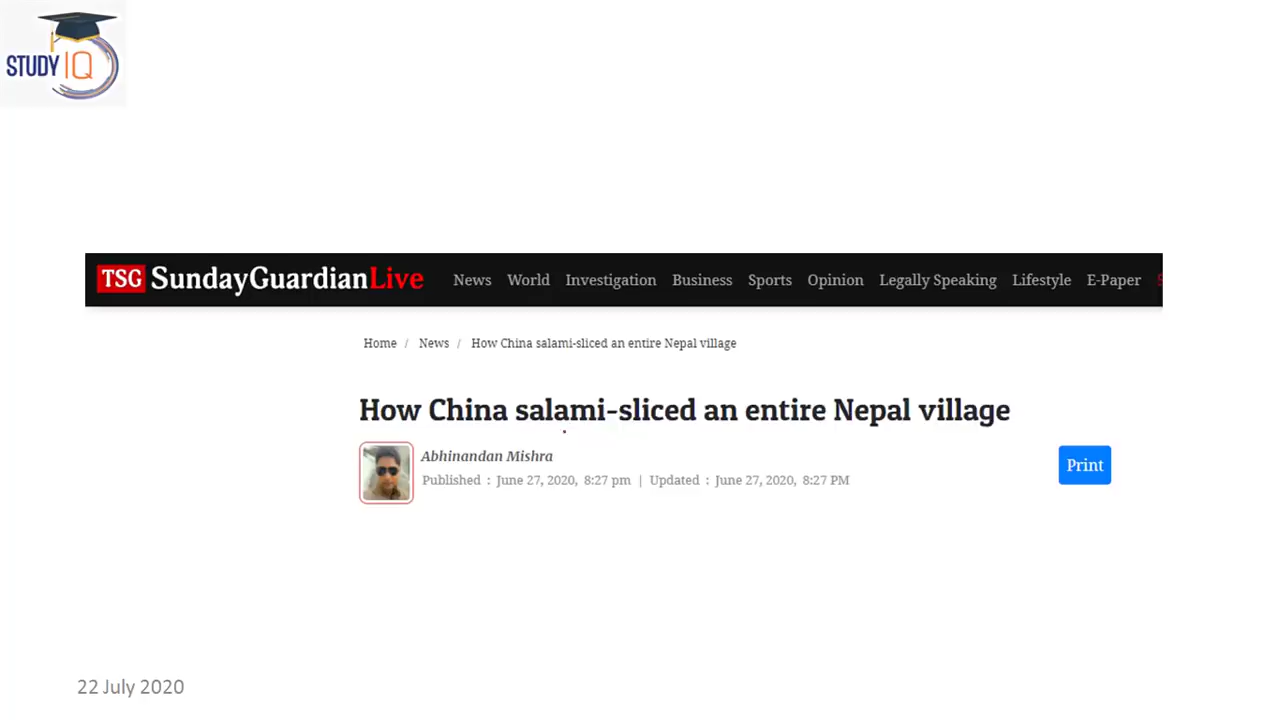 STUDY IQ
TSG SundayGuardianLive News World Investigation Business Sports Opinion Legally Speaking Lifestyle E-Paper
Home / News / How China salami-sliced an entire Nepal village
How China salami-sliced an entire Nepal village
Abhinandan Mishra
Published : June 27, 2020, 8:27 pm | Updated : June 27, 2020, 8:27 PM
Print
22 July 2020